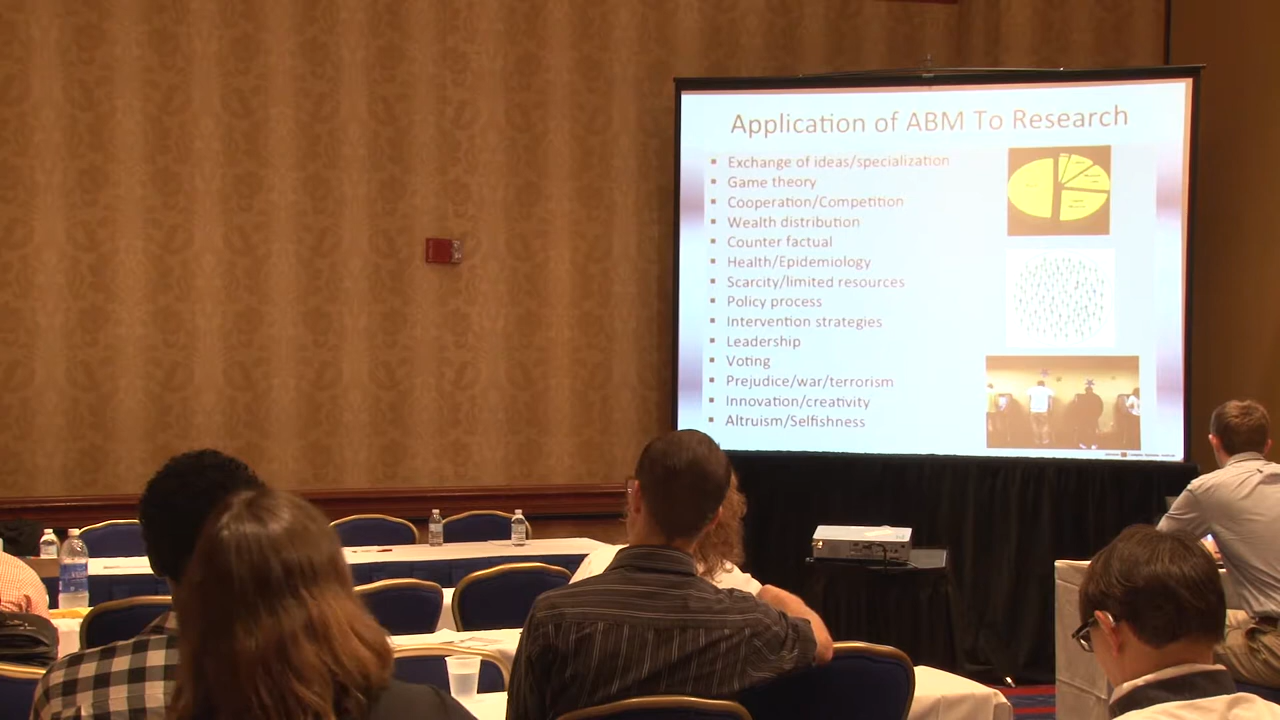 Application of ABM To Research
▪ Exchange of ideas/specialization
▪ Game theory
▪ Cooperation/Competition
▪ Wealth distribution
▪ Counter factual
▪ Health/Epidemiology
▪ Scarcity/limited resources
▪ Policy process
▪ Intervention strategies
▪ Leadership
▪ Voting
▪ Prejudice/war/terrorism
▪ Innovation/creativity
▪ Altruism/Selfishness